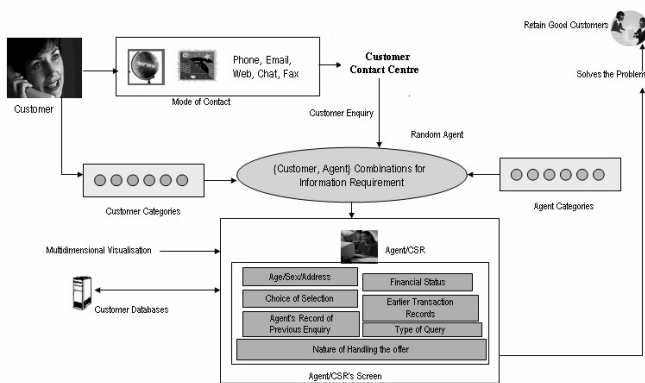 Retain Good Customers
Phone, Email,
Web, Chat, Fax
Customer
Contact Centre
Solves the Problem
Customer
Mode of Contact
Customer Enquiry
Random Agent
{Customer, Agent} Combinations for
Information Requirement
Customer Categories
Agent Categories
Multidimensional Visualisation
Agent/CSR
Age/Sex/Address
Financial Status
Choice of Selection
Earlier Transaction
Records
Customer Databases
Agent's Record of
Previous Enquiry
Type of Query
Nature of Handling the offer
Agent/CSR's Screen